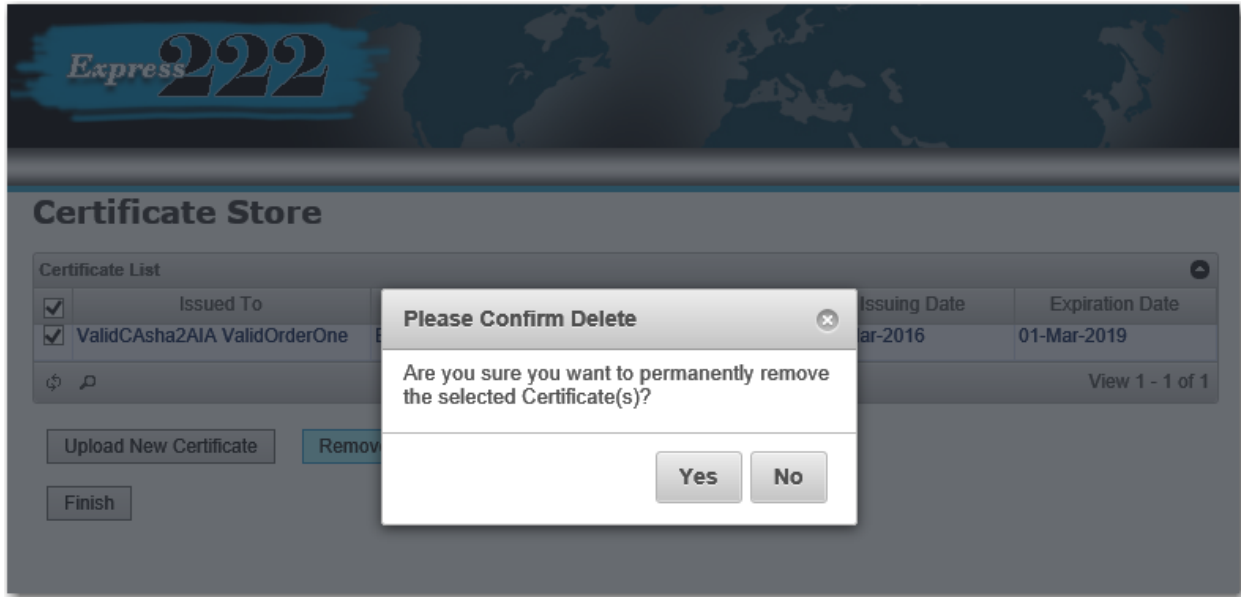 Express 222
Certificate Store
Certificate List
Issued To Issuing Date Expiration Date
ValidCAsha2AIA ValidOrderOne ar-2016 01-Mar-2019
View 1 - 1 of 1
Upload New Certificate Remov
Finish
Please Confirm Delete
Are you sure you want to permanently remove
the selected Certificate(s)?
Yes No